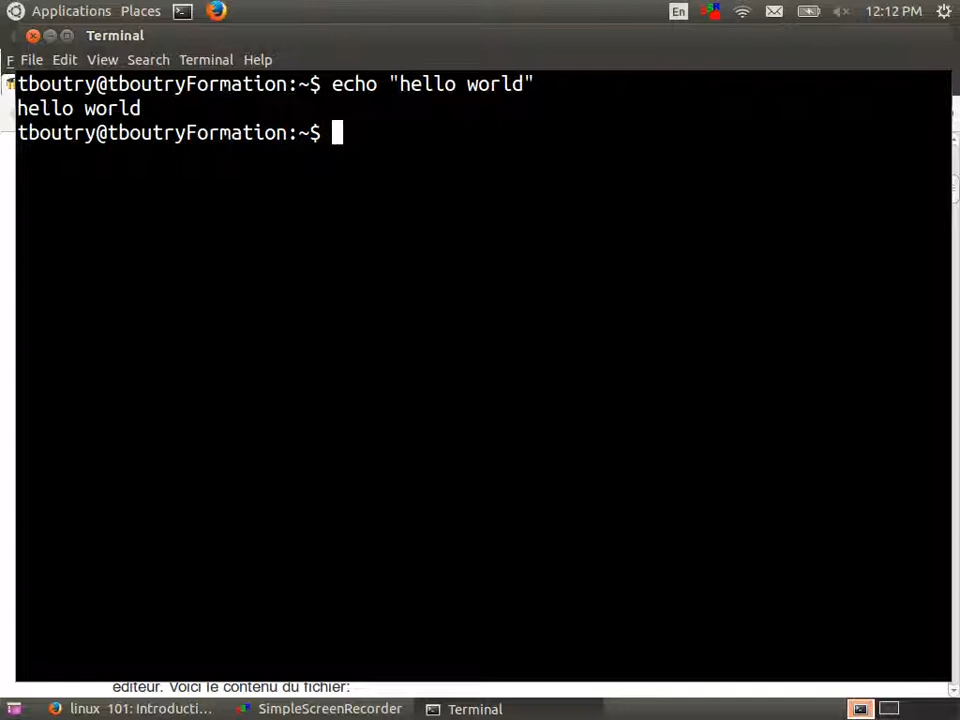 Applications Places En 12:12 PM
Terminal
F File Edit View Search Terminal Help
tboutry@tboutryFormation:~$ echo "hello world"
hello world
tboutry@tboutryFormation:~$
editeur. Voici le contenu du fichier:
linux 101: Introducti... SimpleScreenRecorder Terminal